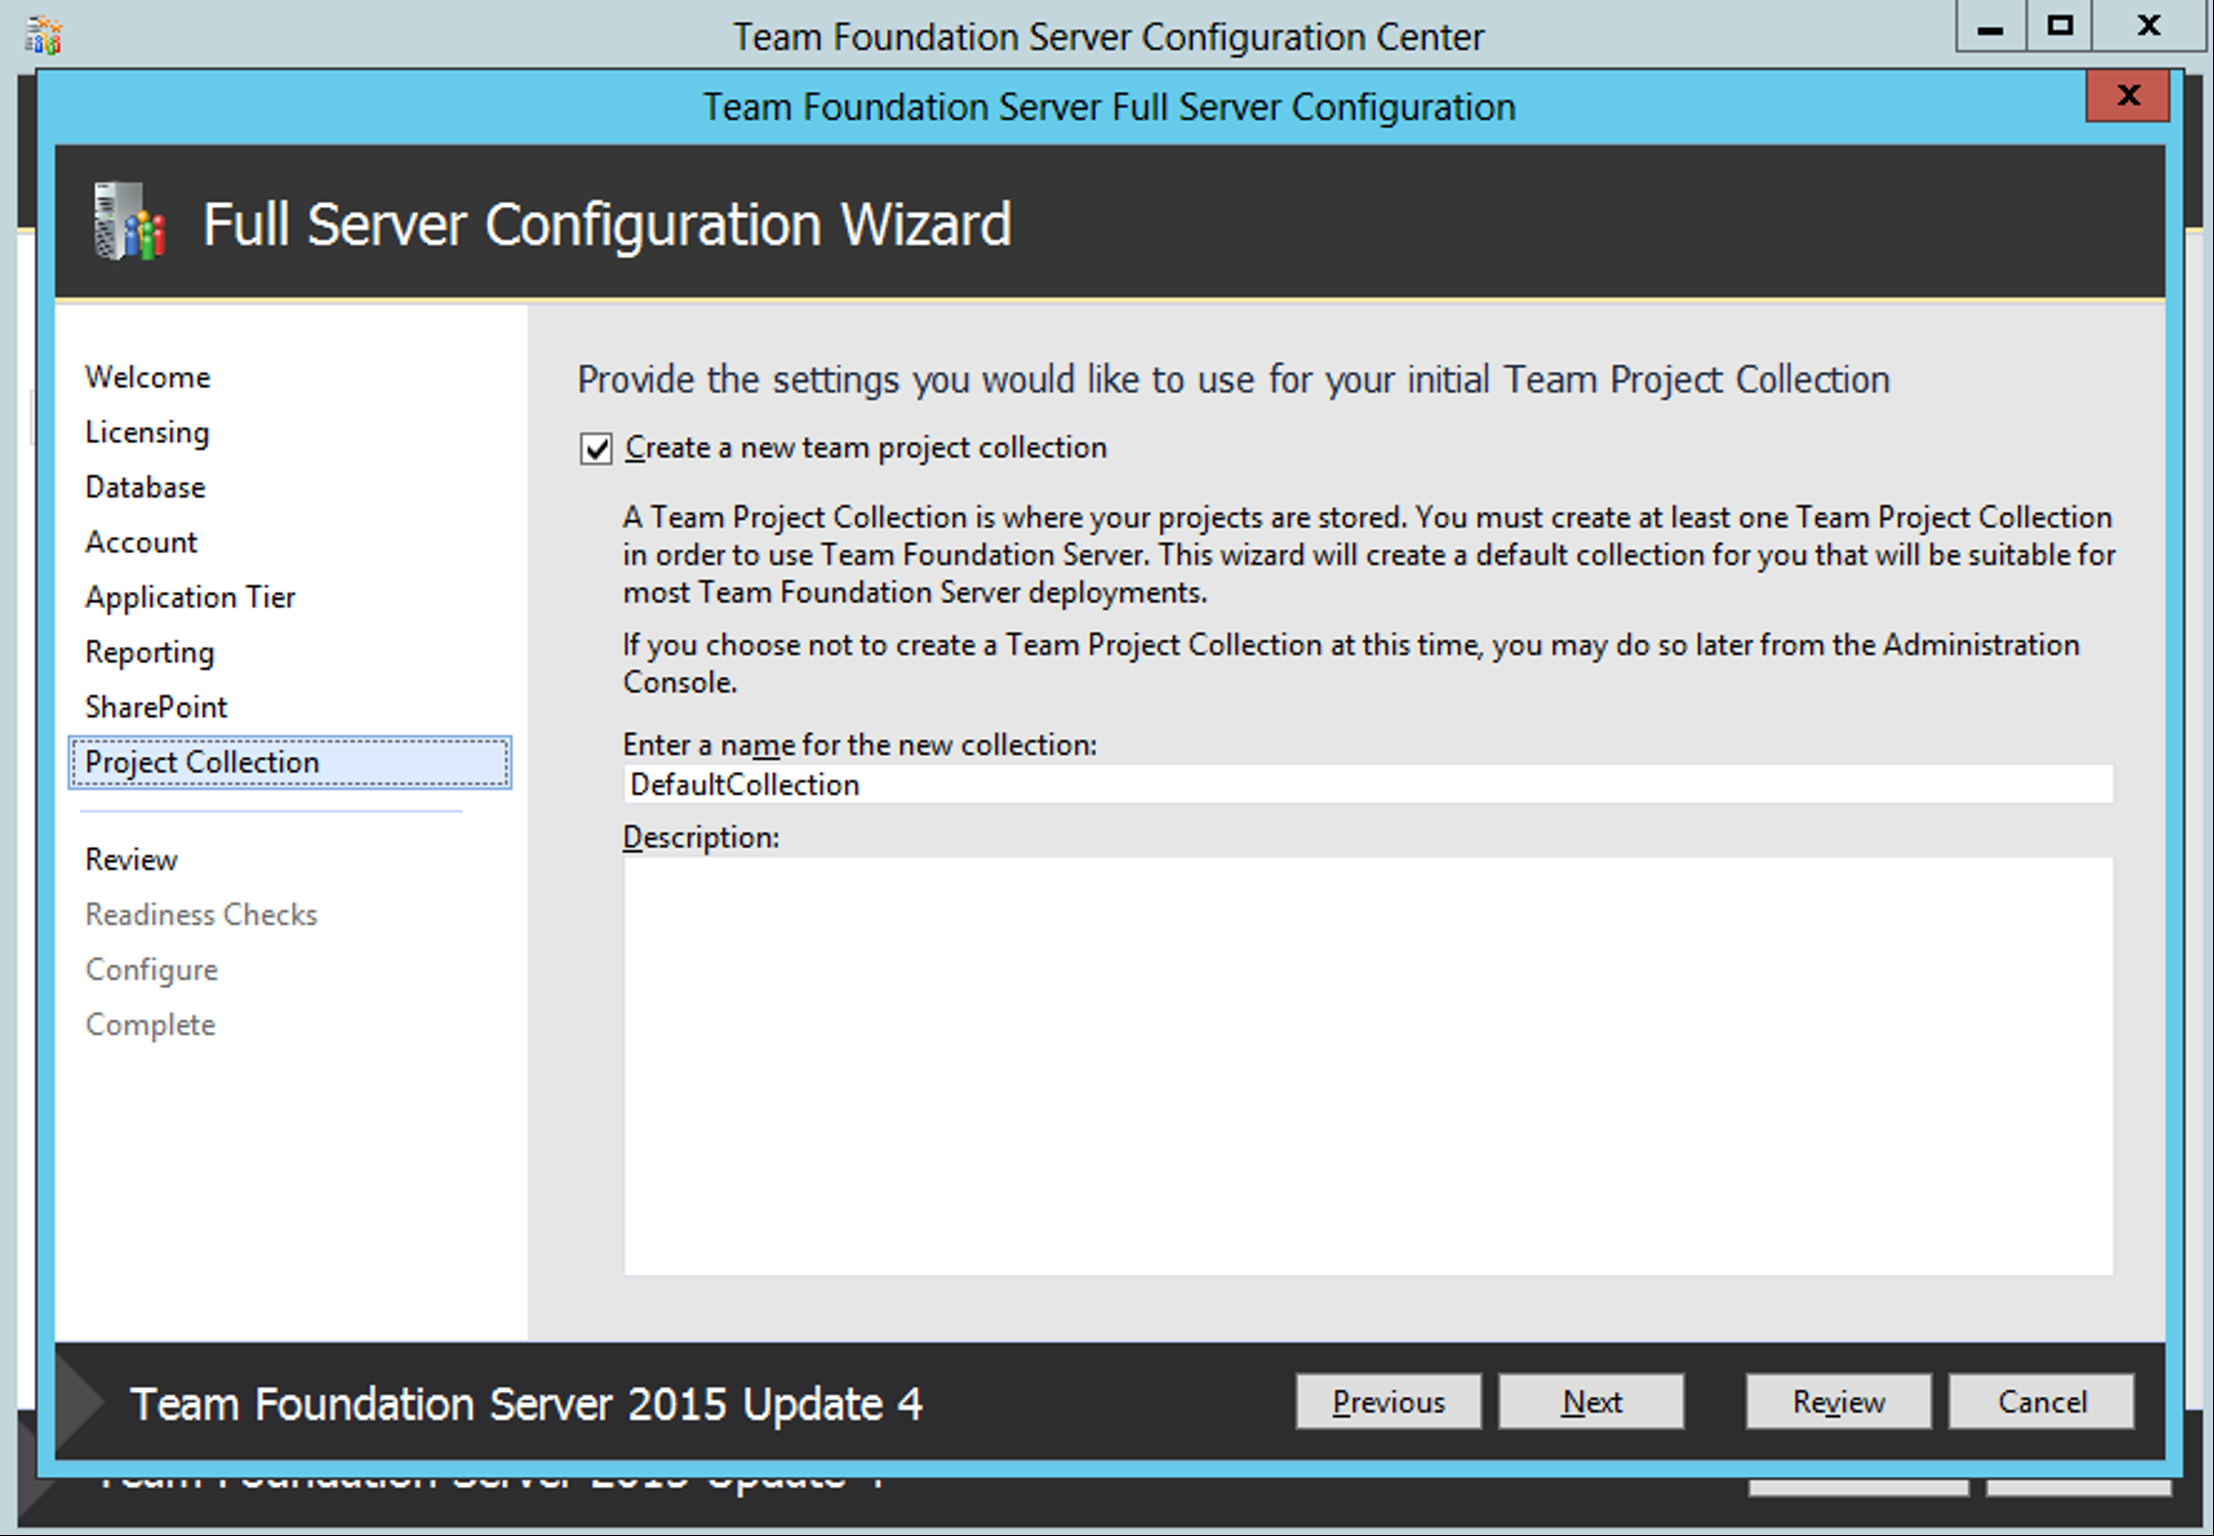 Team Foundation Server Configuration Center
Team Foundation Server Full Server Configuration
Full Server Configuration Wizard
Welcome
Licensing
Database
Account
Application Tier
Reporting
SharePoint
Project Collection
Review
Readiness Checks
Configure
Complete
Provide the settings you would like to use for your initial Team Project Collection
Create a new team project collection
A Team Project Collection is where your projects are stored. You must create at least one Team Project Collection
in order to use Team Foundation Server. This wizard will create a default collection for you that will be suitable for
most Team Foundation Server deployments.
If you choose not to create a Team Project Collection at this time, you may do so later from the Administration
Console.
Enter a name for the new collection:
DefaultCollection
Description:
Team Foundation Server 2015 Update 4
Previous
Next
Review
Cancel
Team Foundation Server 2015 Update 4